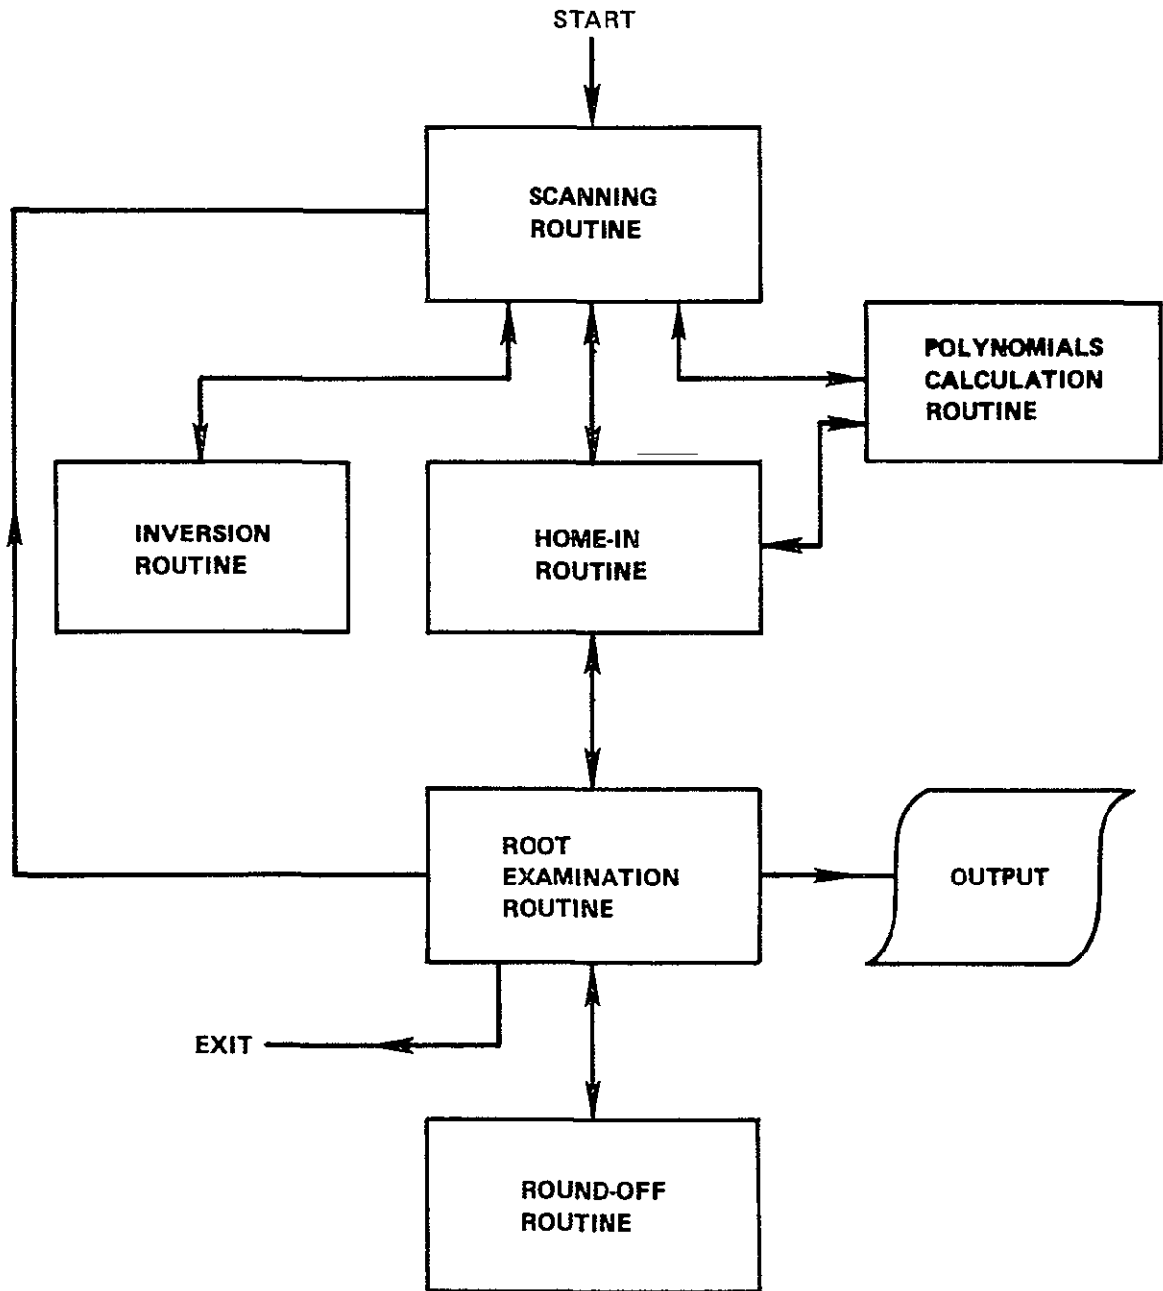 START
SCANNING
ROUTINE
POLYNOMIALS
CALCULATION
ROUTINE
INVERSION
ROUTINE
HOME-IN
ROUTINE
ROOT
EXAMINATION
ROUTINE
OUTPUT
EXIT
ROUND-OFF
ROUTINE